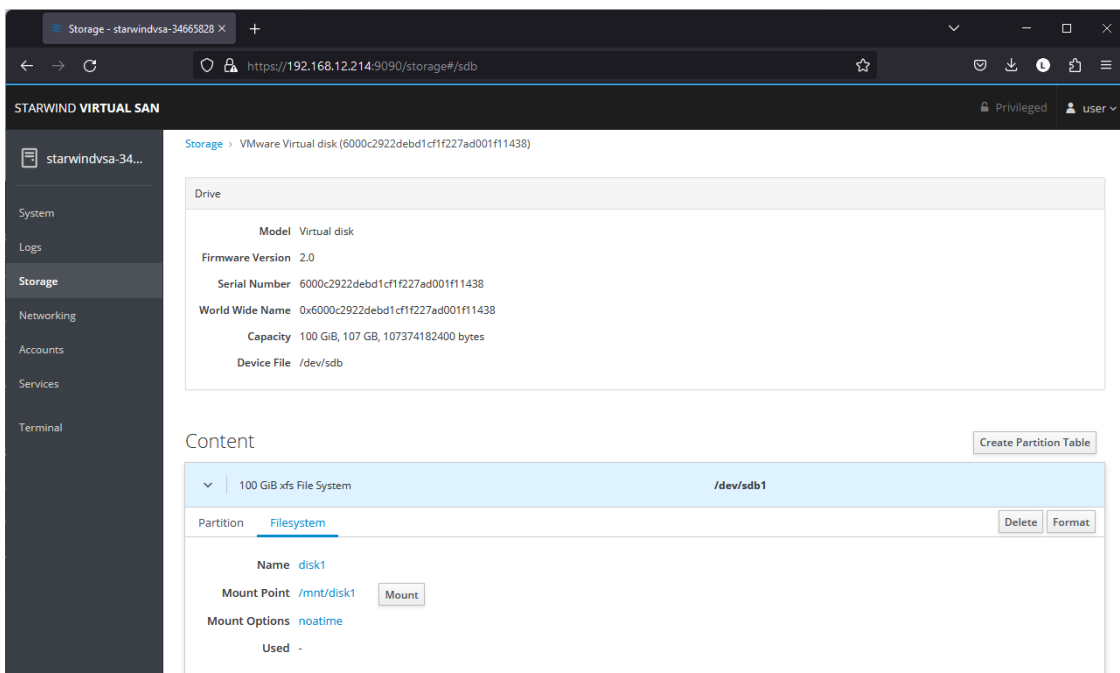 Storage - starwindvsa-34665828
https://192.168.12.214:9090/storage#/sdb
L
STARWIND VIRTUAL SAN
Privileged
user
starwindvsa-34...
System
Logs
Storage
Networking
Accounts
Services
Terminal
Storage > VMware Virtual disk (6000c2922debd1cf1f227ad001f11438)
Drive
Model Virtual disk
Firmware Version 2.0
Serial Number 6000c2922debd1cf1f227ad001f11438
World Wide Name 0x6000c2922debd1cf1f227ad001f11438
Capacity 100 GiB, 107 GB, 107374182400 bytes
Device File /dev/sdb
Content
Create Partition Table
100 GiB xfs File System /dev/sdb1
Partition Filesystem Delete Format
Name disk1
Mount Point /mnt/disk1 Mount
Mount Options noatime
Used -